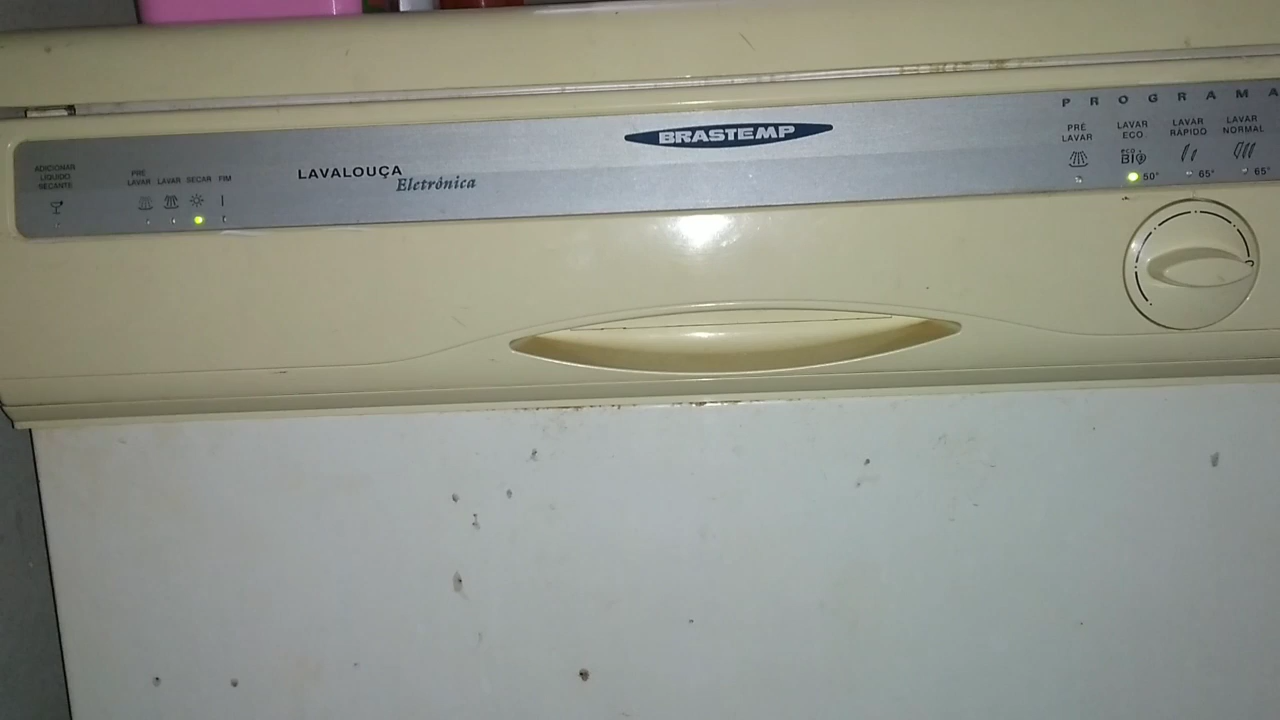 PROGRAMA
BRASTEMP
PRÉ
LAVAR
LAVAR
ECO
LAVAR
RÁPIDO
LAVAR
NORMAL
eco
BIO
50°
65°
65°
ADICIONAR
LÍQUIDO
SECANTE
PRÉ
LAVAR
LAVAR
SECAR
FIM
LAVALOUÇA
Eletrônica